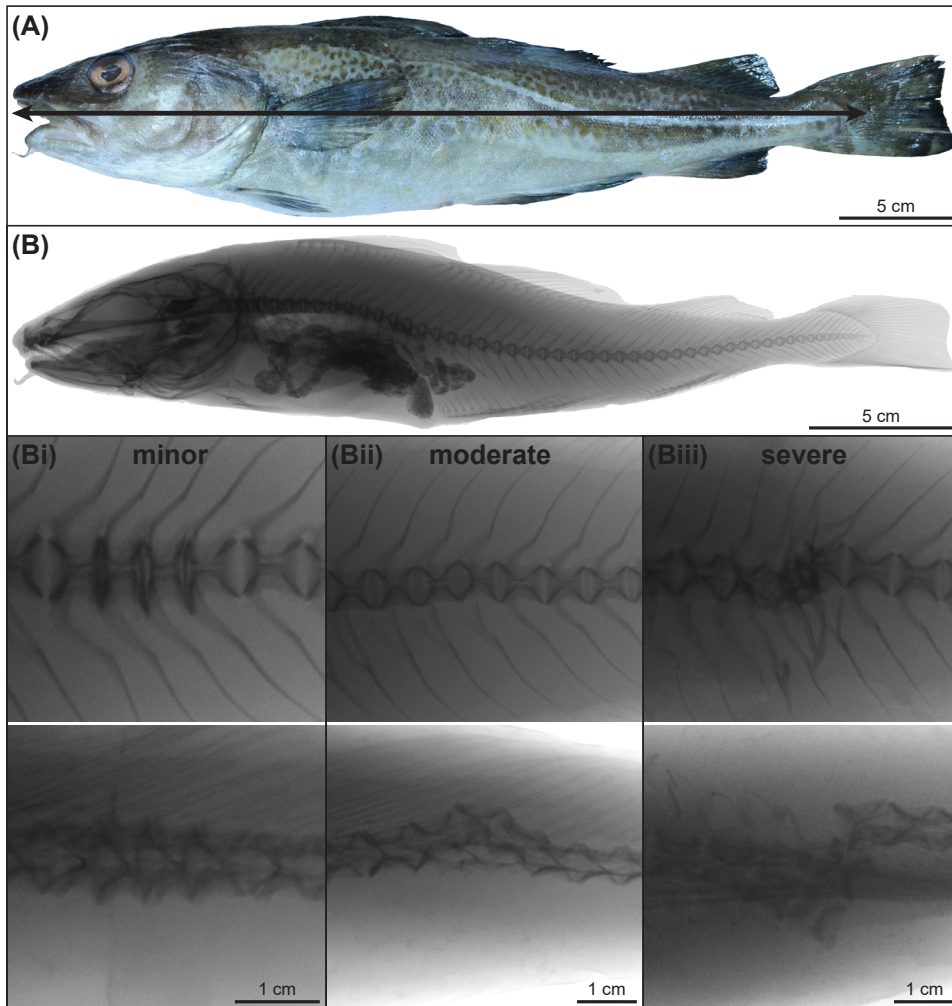 (A)
5 cm
(B)
5 cm
(Bi) minor
(Bii) moderate
(Biii) severe
1 cm
1 cm
1 cm